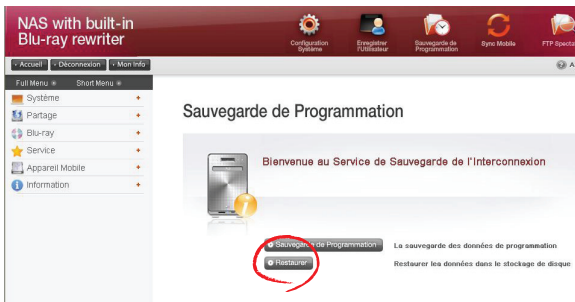 NAS with built-in
Blu-ray rewriter
Configuration
Système
Enregistrer
l'Utilisateur
Sauvegarde de
Programmation
Sync Mobile
FTP
Accueil
Déconnexion
Mon Info
Full Menu
Short Menu
Système
Partage
Blu-ray
Service
Appareil Mobile
Information
Sauvegarde de Programmation
Bienvenue au Service de Sauvegarde de l'Interconnexion
Sauvegarde de Programmation
La sauvegarde des données de programmation
Restaurer
Restaurer les données dans le stockage de disque